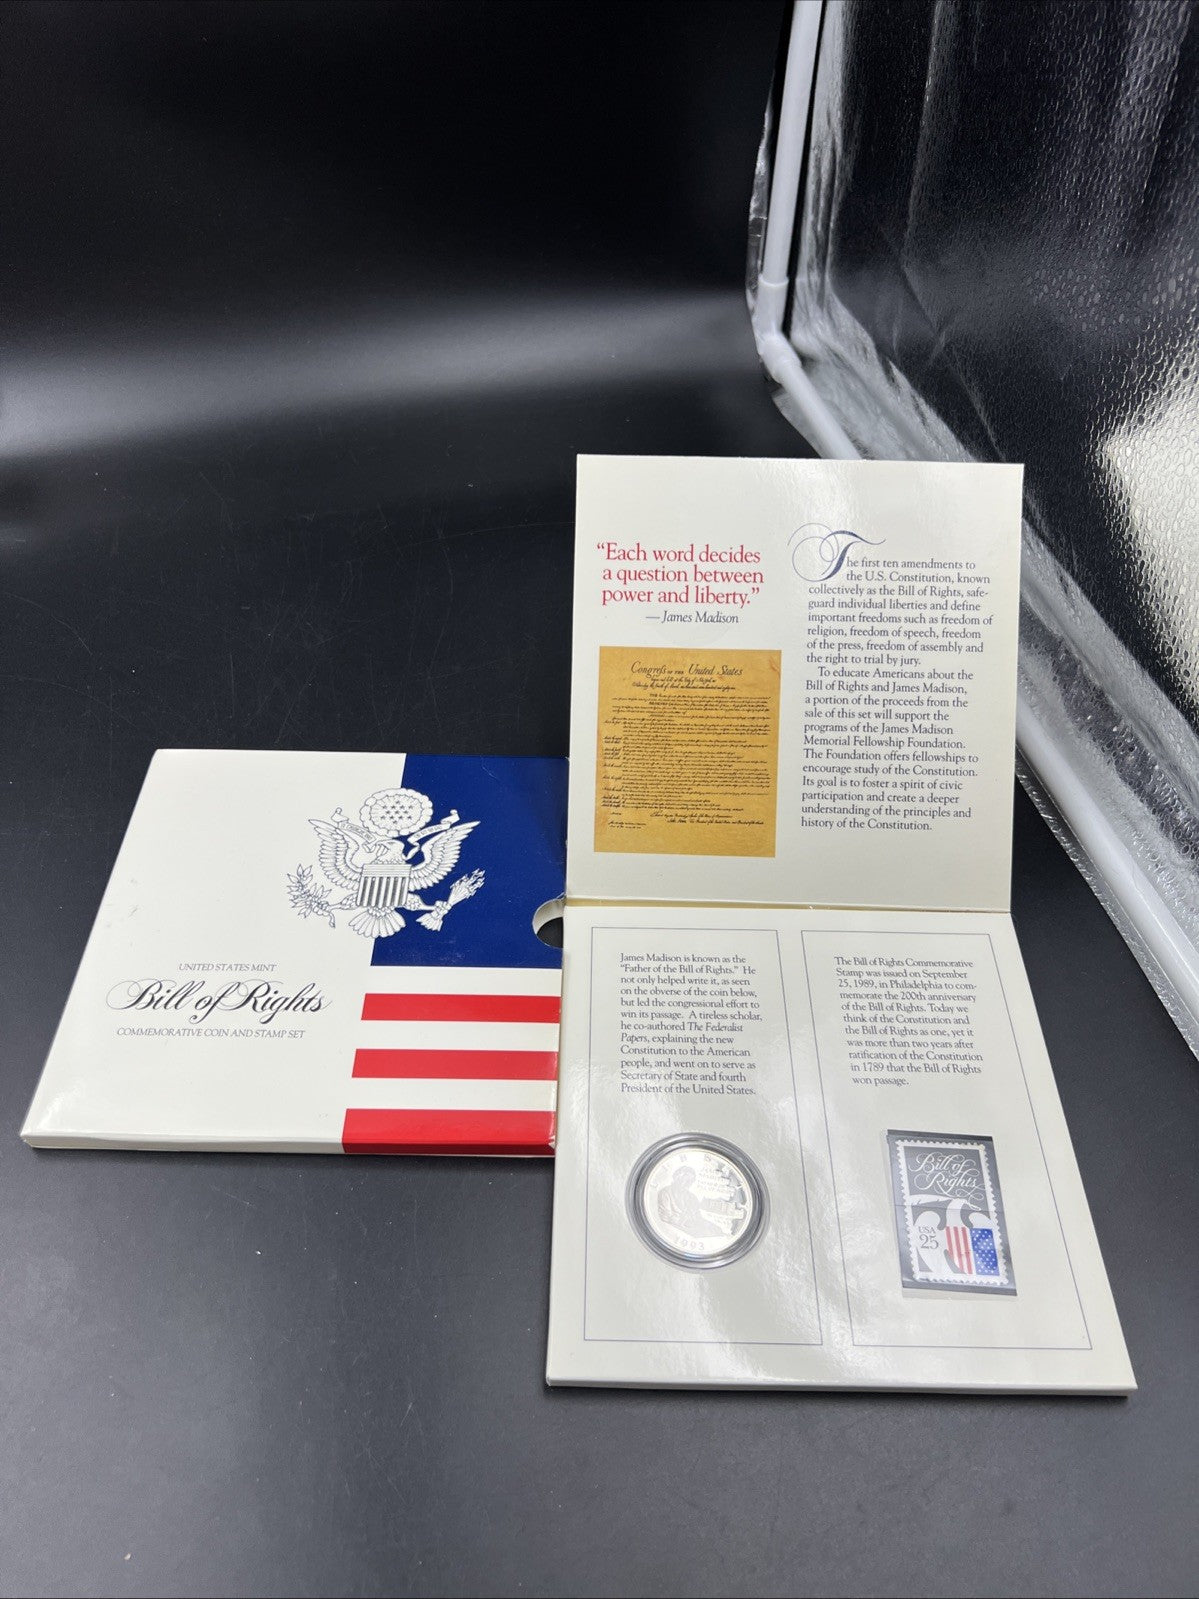 “Each word decides
a question between
power and liberty.”
— James Madison
Congress OF THE United States
The first ten amendments to
the U.S. Constitution, known
collectively as the Bill of Rights, safe-
guard individual liberties and define
important freedoms such as freedom of
religion, freedom of speech, freedom
of the press, freedom of assembly and
the right to trial by jury.
To educate Americans about the
Bill of Rights and James Madison,
a portion of the proceeds from the
sale of this set will support the
programs of the James Madison
Memorial Fellowship Foundation.
The Foundation offers fellowships to
encourage study of the Constitution.
Its goal is to foster a spirit of civic
participation and create a deeper
understanding of the principles and
history of the Constitution.
UNITED STATES MINT
Bill of Rights
COMMEMORATIVE COIN AND STAMP SET
James Madison is known as the
“Father of the Bill of Rights.” He
not only helped write it, as seen
on the obverse of the coin below,
but led the congressional effort to
win its passage. A tireless scholar,
he co-authored The Federalist
Papers, explaining the new
Constitution to the American
people, and went on to serve as
Secretary of State and fourth
President of the United States.
1993
The Bill of Rights Commemorative
Stamp was issued on September
25, 1989, in Philadelphia to com-
memorate the 200th anniversary
of the Bill of Rights. Today we
think of the Constitution and
the Bill of Rights as one, yet it
was more than two years after
ratification of the Constitution
in 1789 that the Bill of Rights
won passage.
Bill of
Rights
USA
25